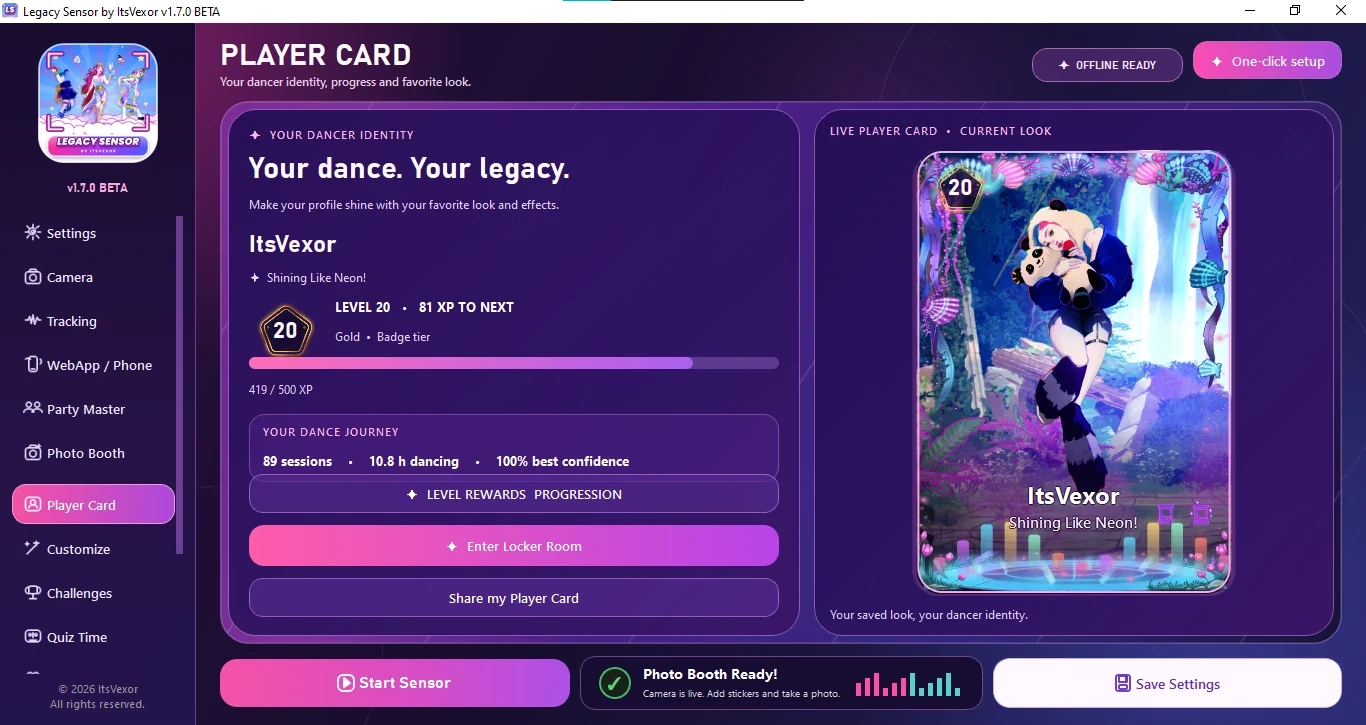 Legacy Sensor by ItsVexor v1.7.0 BETA
LEGACY SENSOR
BY ITSVEXOR
v1.7.0 BETA
Settings
Camera
Tracking
WebApp / Phone
Party Master
Photo Booth
Player Card
Customize
Challenges
Quiz Time
© 2026 ItsVexor
All rights reserved.
PLAYER CARD
Your dancer identity, progress and favorite look.
OFFLINE READY
One-click setup
YOUR DANCER IDENTITY
Your dance. Your legacy.
Make your profile shine with your favorite look and effects.
ItsVexor
Shining Like Neon!
20
LEVEL 20 • 81 XP TO NEXT
Gold • Badge tier
419 / 500 XP
YOUR DANCE JOURNEY
89 sessions • 10.8 h dancing • 100% best confidence
LEVEL REWARDS PROGRESSION
Enter Locker Room
Share my Player Card
LIVE PLAYER CARD • CURRENT LOOK
20
ItsVexor
Shining Like Neon!
Your saved look, your dancer identity.
Start Sensor
Photo Booth Ready!
Camera is live. Add stickers and take a photo.
Save Settings